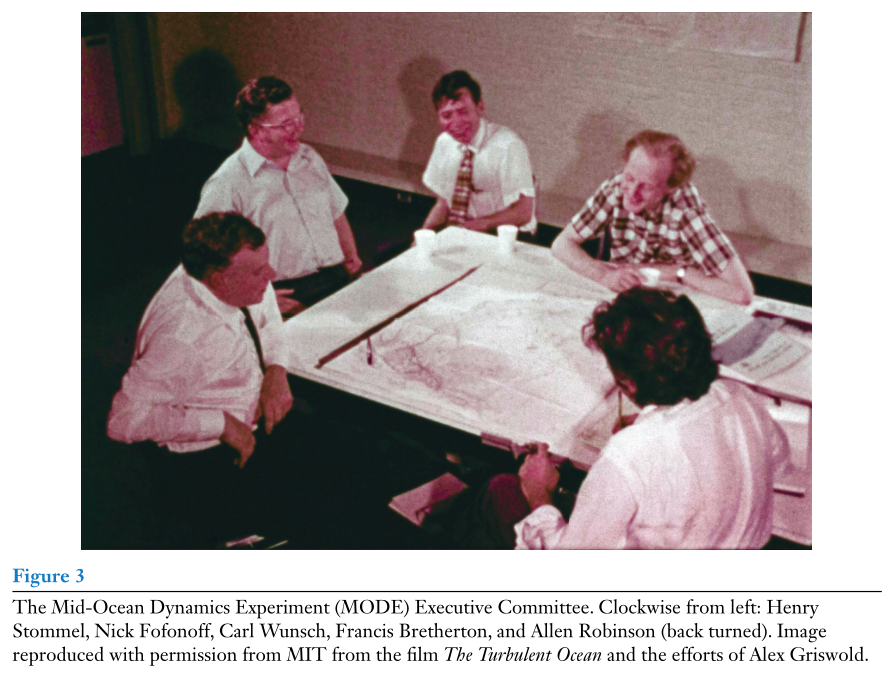 Figure 3
The Mid-Ocean Dynamics Experiment (MODE) Executive Committee. Clockwise from left: Henry
Stommel, Nick Fofonoff, Carl Wunsch, Francis Bretherton, and Allen Robinson (back turned). Image
reproduced with permission from MIT from the film The Turbulent Ocean and the efforts of Alex Griswold.